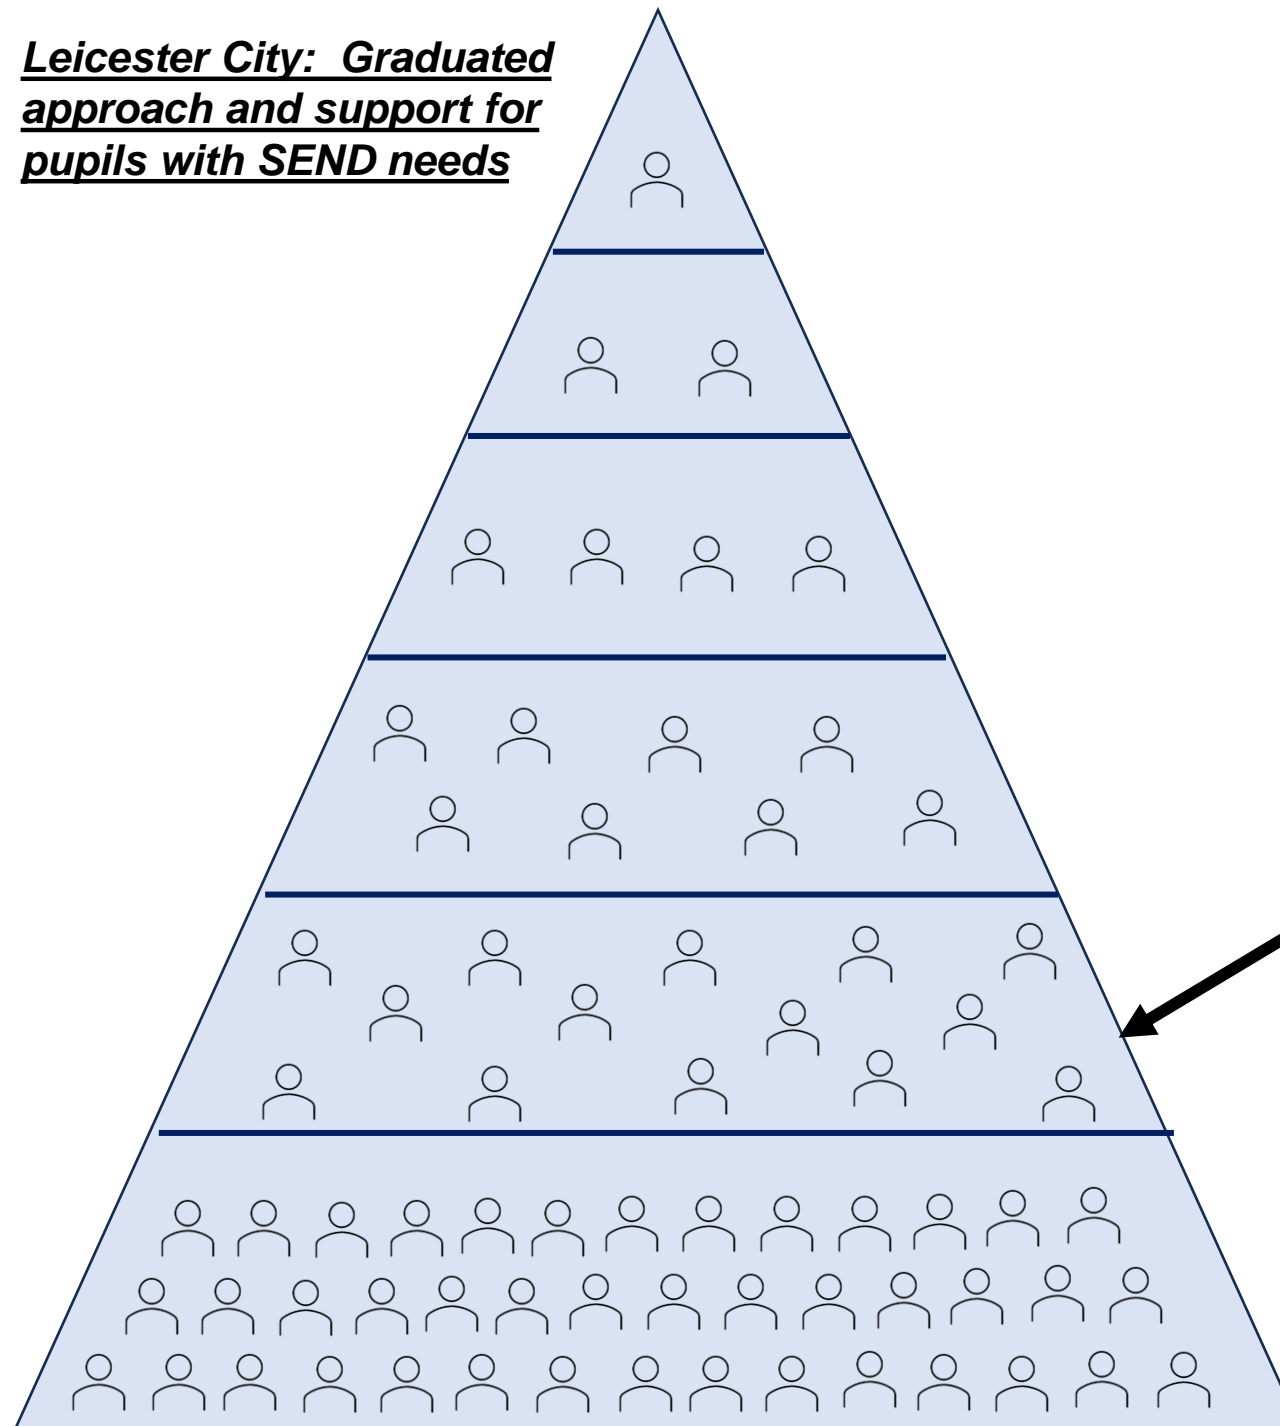 Leicester City:  Graduated
approach and support for
pupils with SEND needs